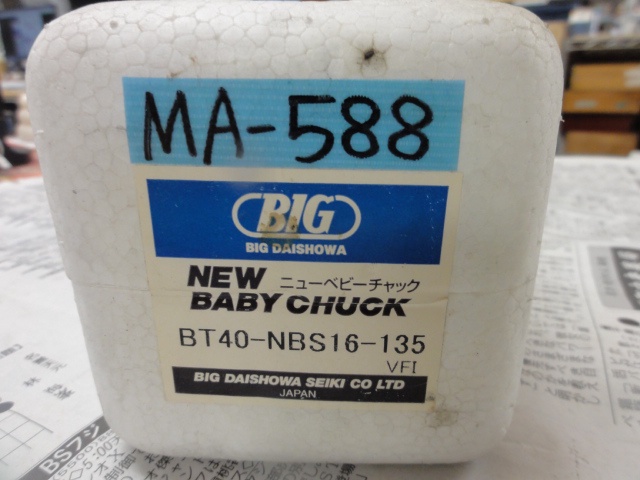 MA-588
BIG
BIG DAISHOWA
NEW ニューベビーチャック
BABY CHUCK
BT40-NBS16-135
VFI
BIG DAISHOWA SEIKI CO LTD
JAPAN
BSフジ